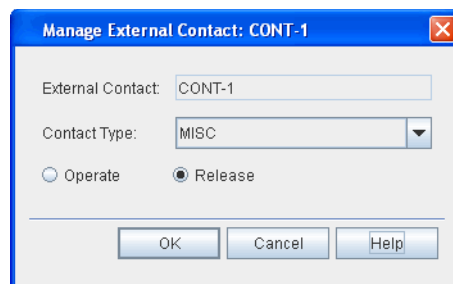 Manage External Contact: CONT-1
External Contact: CONT-1
Contact Type: MISC
Operate Release
OK Cancel Help